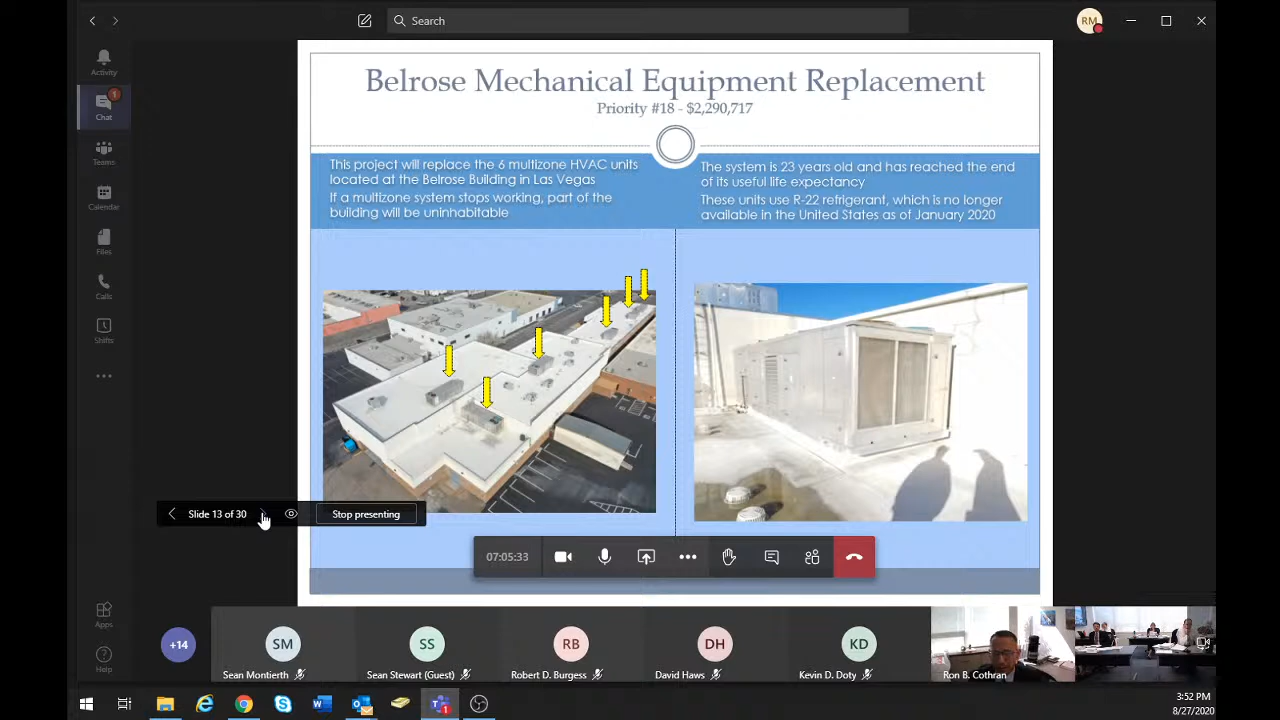 Search
RM
Activity
1
Chat
Teams
Calendar
Files
Calls
Shifts
Apps
Help
Belrose Mechanical Equipment Replacement
Priority #18 - $2,290,717
This project will replace the 6 multizone HVAC units
located at the Belrose Building in Las Vegas
If a multizone system stops working, part of the
building will be uninhabitable
The system is 23 years old and has reached the end
of its useful life expectancy
These units use R-22 refrigerant, which is no longer
available in the United States as of January 2020
Slide 13 of 30
Stop presenting
07:05:33
+14
SM
Sean Montierth
SS
Sean Stewart (Guest)
RB
Robert D. Burgess
DH
David Haws
KD
Kevin D. Doty
Ron B. Cothran
3:52 PM
8/27/2020